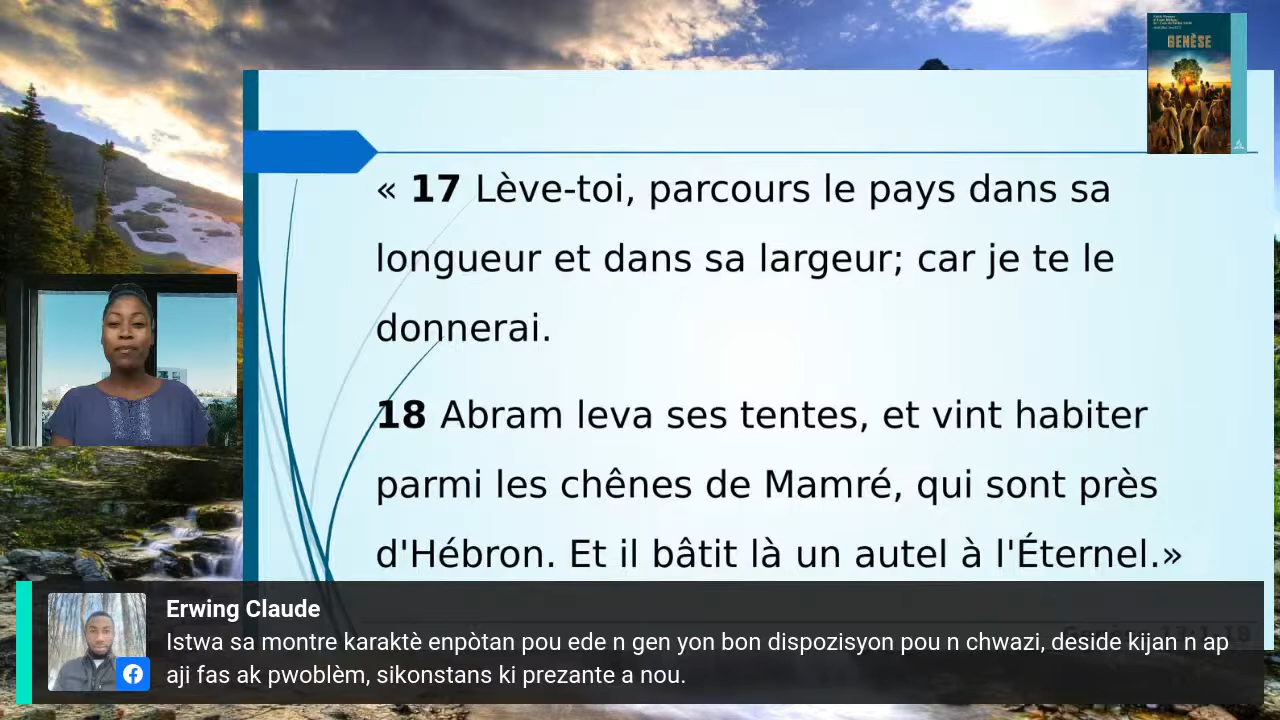 GENÈSE
« 17 Lève-toi, parcours le pays dans sa
longueur et dans sa largeur; car je te le
donnerai.
18 Abram leva ses tentes, et vint habiter
parmi les chênes de Mamré, qui sont près
d'Hébron. Et il bâtit là un autel à l'Éternel.»
Erwing Claude
Istwa sa montre karaktè enpòtan pou ede n gen yon bon dispozisyon pou n chwazi, deside kijan n ap
aji fas ak pwoblèm, sikonstans ki prezante a nou.